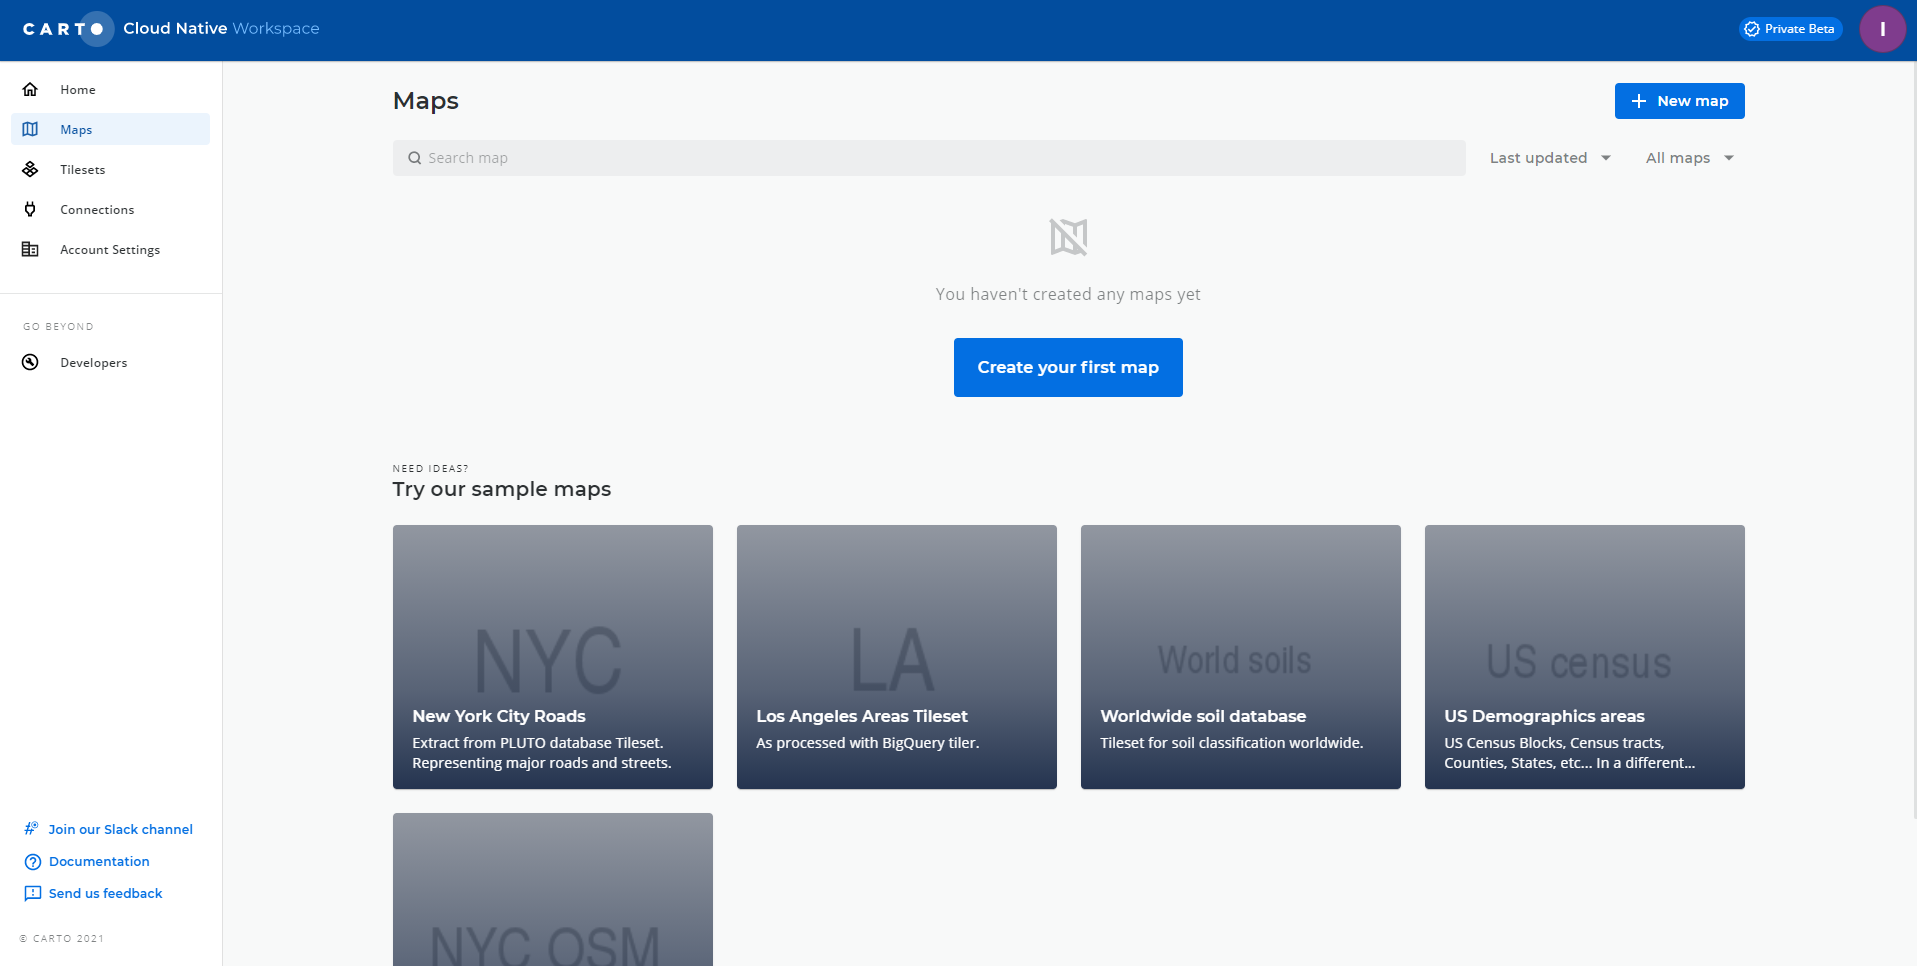 CARTO Cloud Native Workspace
Private Beta
I
Home
Maps
Tilesets
Connections
Account Settings
GO BEYOND
Developers
Join our Slack channel
Documentation
Send us feedback
© CARTO 2021
Maps
New map
Search map
Last updated
All maps
You haven't created any maps yet
Create your first map
NEED IDEAS?
Try our sample maps
NYC
New York City Roads
Extract from PLUTO database Tileset.
Representing major roads and streets.
LA
Los Angeles Areas Tileset
As processed with BigQuery tiler.
World soils
Worldwide soil database
Tileset for soil classification worldwide.
US census
US Demographics areas
US Census Blocks, Census tracts,
Counties, States, etc... In a different...
NYC OSM